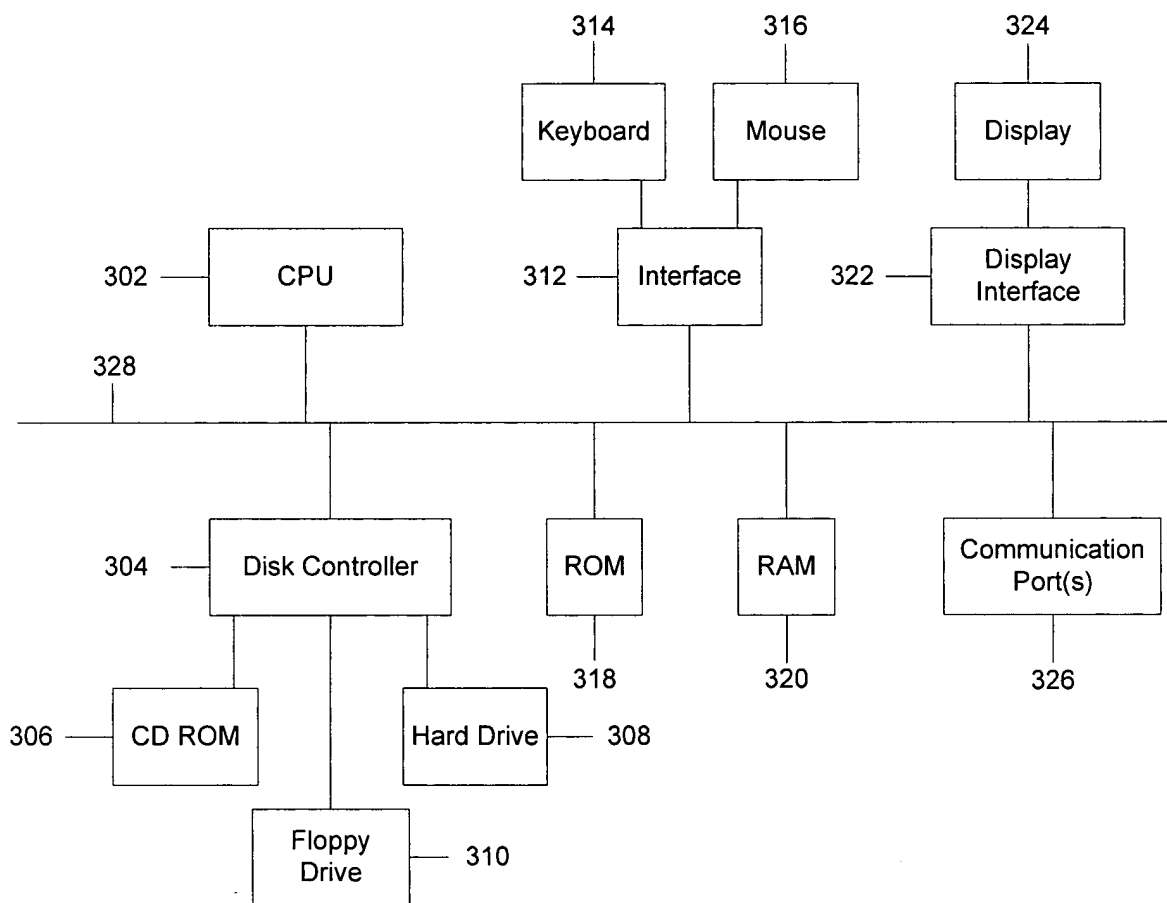 314
316
324
Keyboard
Mouse
Display
302
CPU
312
Interface
322
Display
Interface
328
304
Disk Controller
ROM
RAM
Communication
Port(s)
318
320
326
306
CD ROM
Hard Drive
308
Floppy
Drive
310